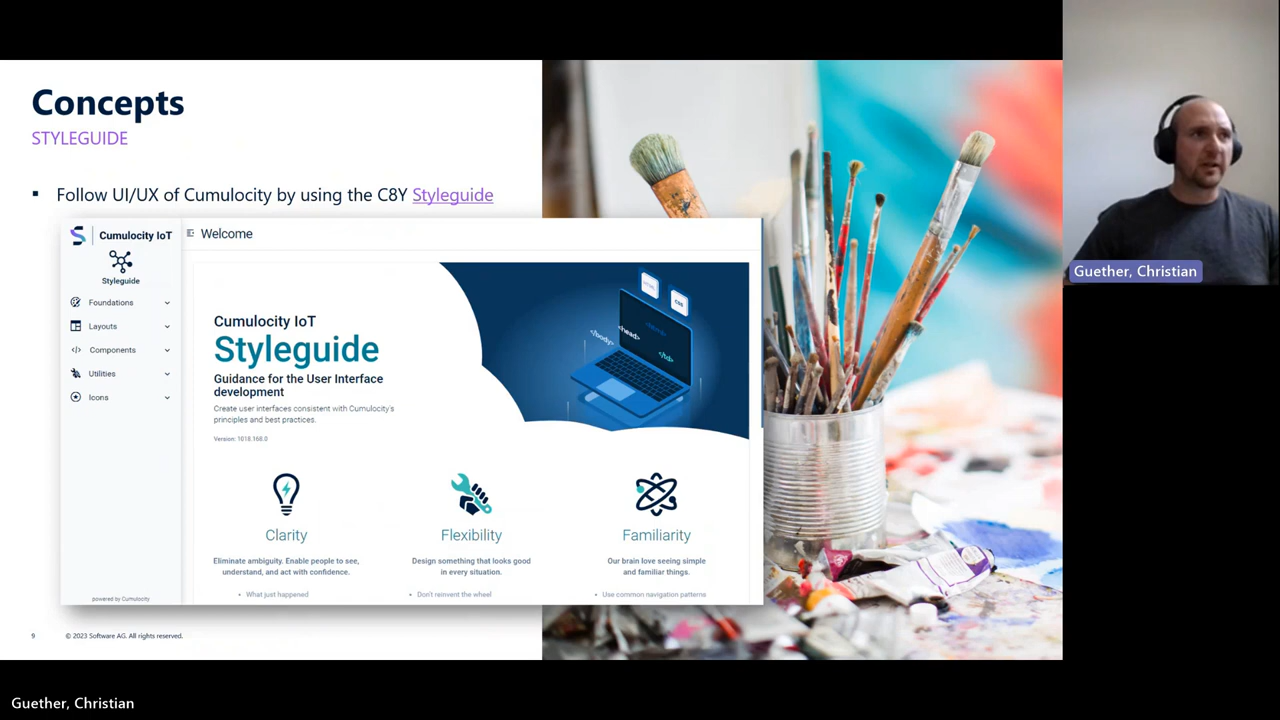 Concepts
STYLEGUIDE
▪ Follow UI/UX of Cumulocity by using the C8Y Styleguide
Cumulocity IoT
Styleguide
Foundations
Layouts
Components
Utilities
Icons
powered by Cumulocity
Welcome
Cumulocity IoT
Styleguide
Guidance for the User Interface
development
Create user interfaces consistent with Cumulocity's
principles and best practices.
Version: 1018.168.0
CSS
</body>
<head>
</td>
Clarity
Eliminate ambiguity. Enable people to see,
understand, and act with confidence.
• What just happened
Flexibility
Design something that looks good
in every situation.
• Don't reinvent the wheel
Familiarity
Our brain love seeing simple
and familiar things.
• Use common navigation patterns
9
© 2023 Software AG. All rights reserved.
Guether, Christian
Guether, Christian